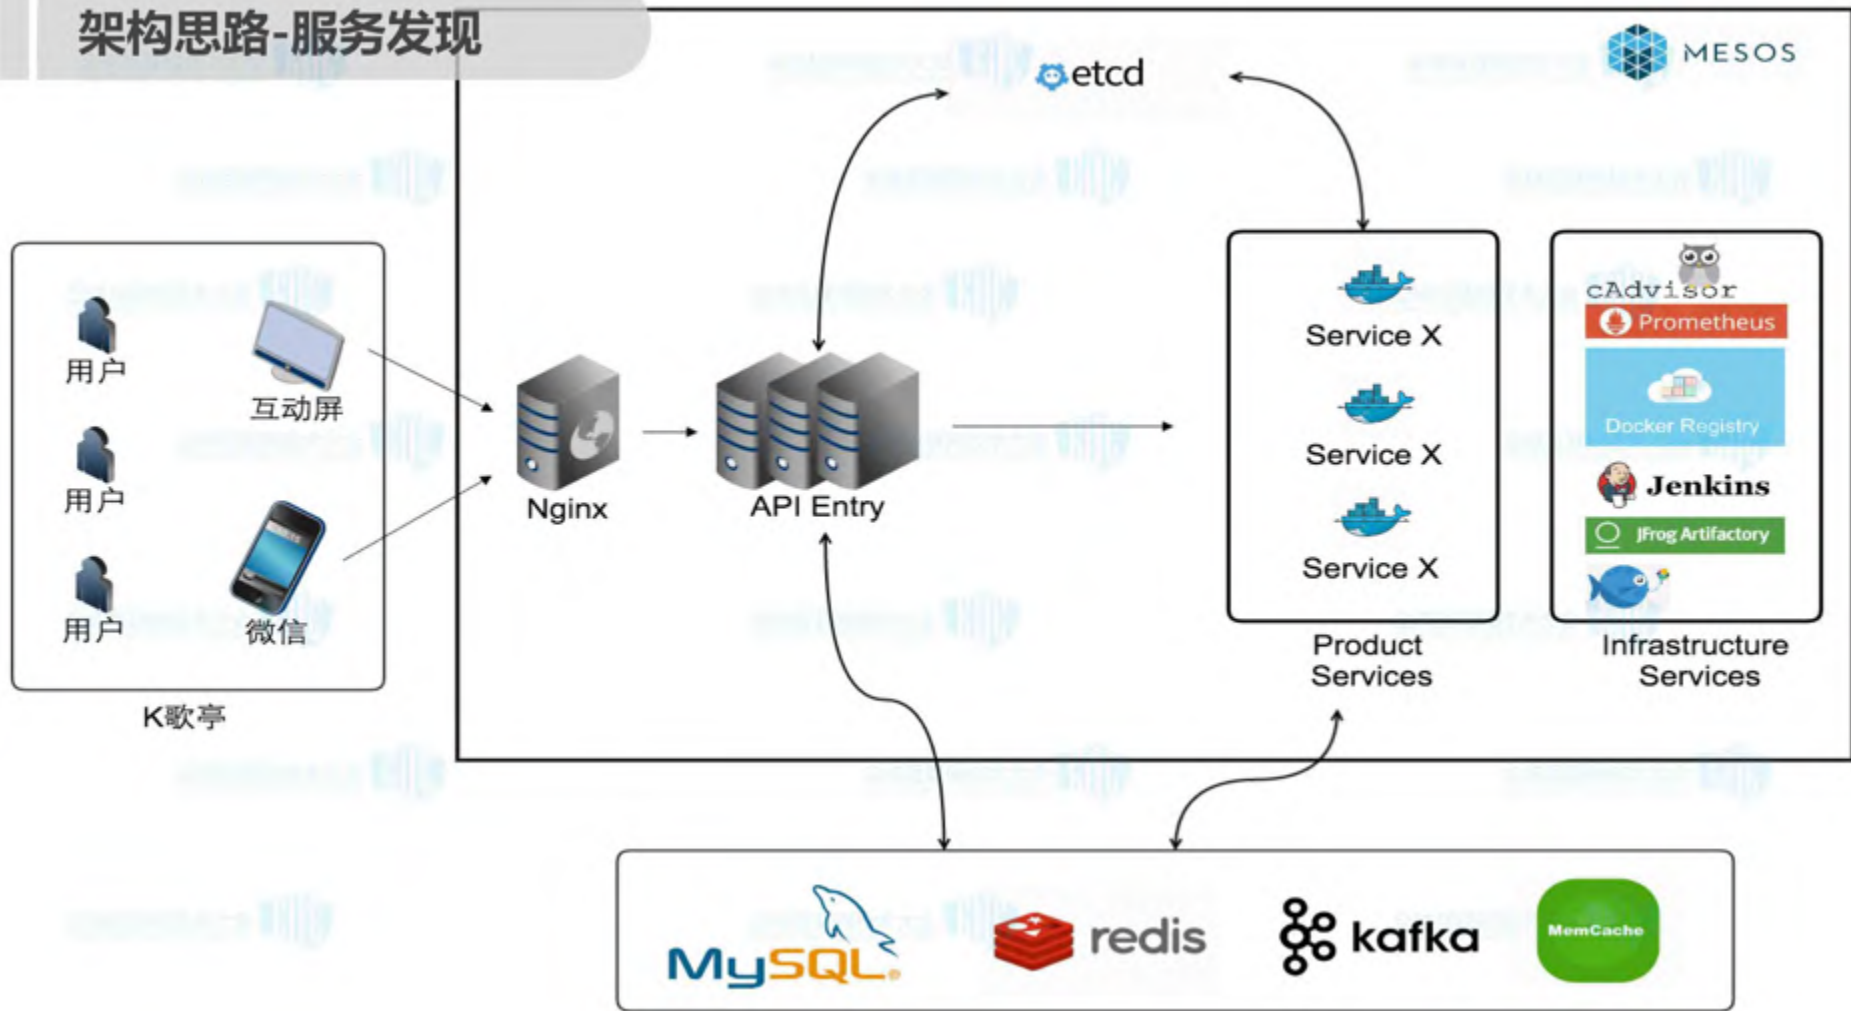 架构思路-服务发现
etcd
MESOS
用户
用户
用户
互动屏
微信
K歌亭
Nginx
API Entry
Service X
Service X
Service X
Product
Services
cAdvisor
Prometheus
Docker Registry
Jenkins
JFrog Artifactory
Infrastructure
Services
MySQL
redis
kafka
MemCache